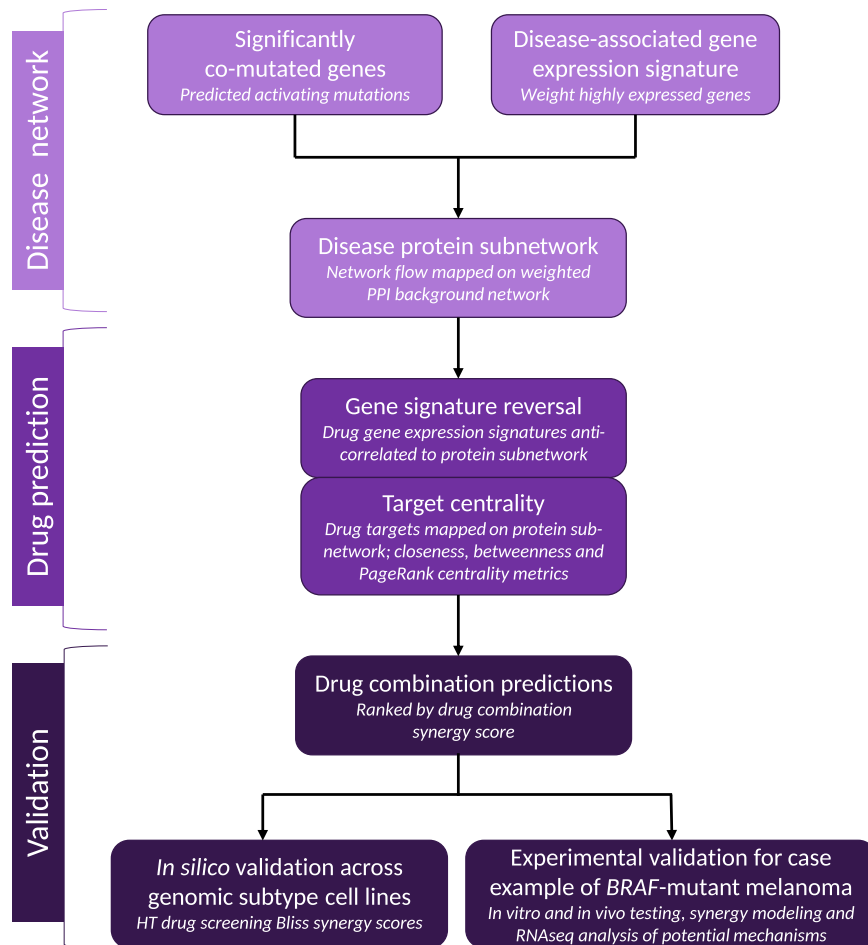 Disease network
Significantly
co-mutated genes
Predicted activating mutations
Disease-associated gene
expression signature
Weight highly expressed genes
Disease protein subnetwork
Network flow mapped on weighted
PPI background network
Drug prediction
Gene signature reversal
Drug gene expression signatures anti-
correlated to protein subnetwork
Target centrality
Drug targets mapped on protein sub-
network; closeness, betweenness and
PageRank centrality metrics
Validation
Drug combination predictions
Ranked by drug combination
synergy score
In silico validation across
genomic subtype cell lines
HT drug screening Bliss synergy scores
Experimental validation for case
example of BRAF-mutant melanoma
In vitro and in vivo testing, synergy modeling and
RNAseq analysis of potential mechanisms